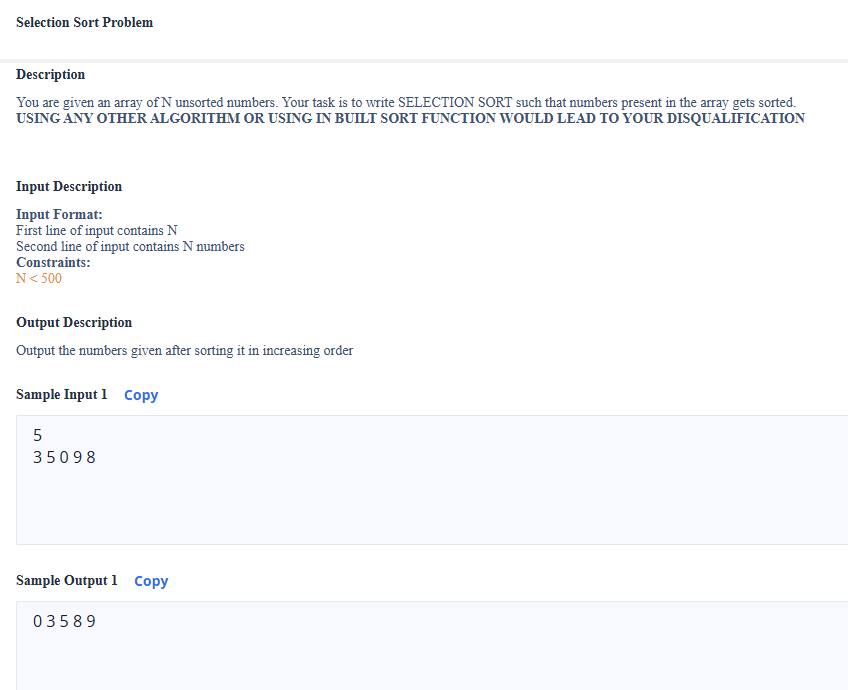 Selection Sort Problem
Description
You are given an array of N unsorted numbers. Your task is to write SELECTION SORT such that numbers present in the array gets sorted.
USING ANY OTHER ALGORITHM OR USING IN BUILT SORT FUNCTION WOULD LEAD TO YOUR DISQUALIFICATION
Input Description
Input Format:
First line of input contains N
Second line of input contains N numbers
Constraints:
N < 500
Output Description
Output the numbers given after sorting it in increasing order
Sample Input 1 Copy
5
3 5 0 9 8
Sample Output 1 Copy
0 3 5 8 9